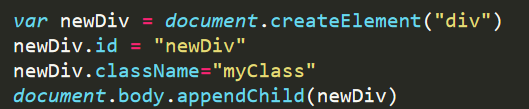 var newDiv = document.createElement("div")
newDiv.id = "newDiv"
newDiv.className="myClass"
document.body.appendChild(newDiv)